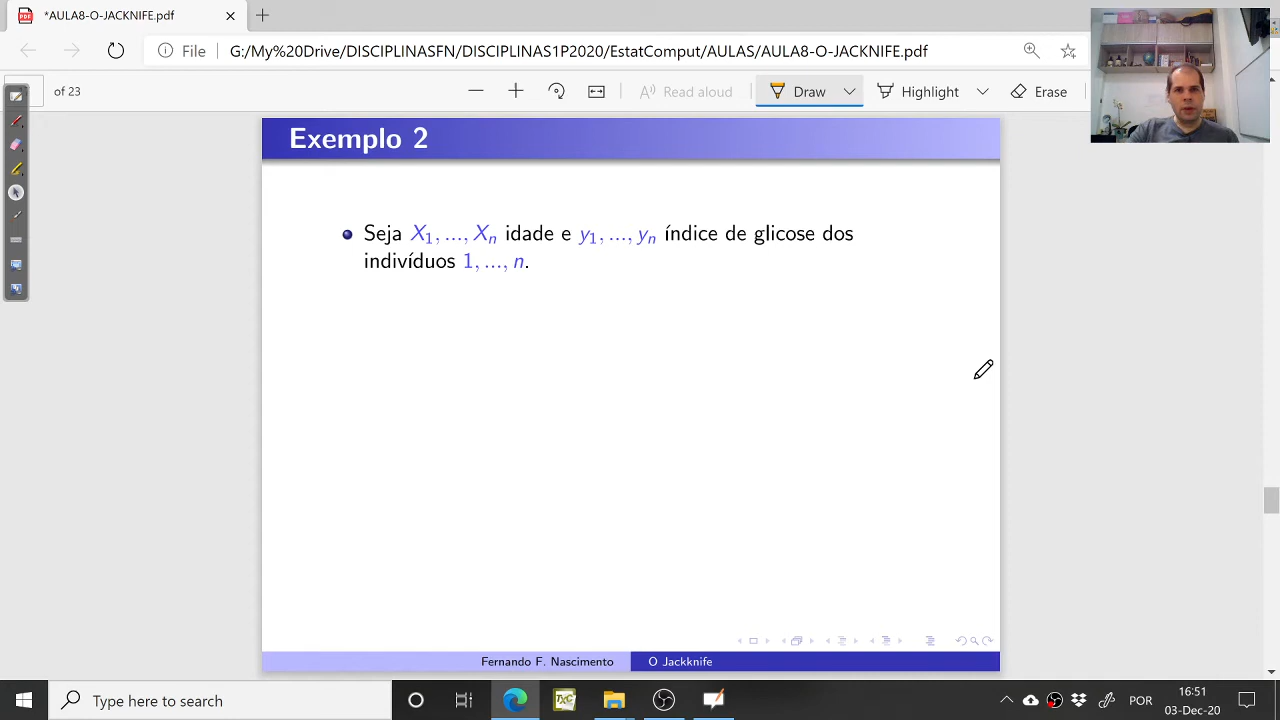 *AULA8-O-JACKNIFE.pdf
File
G:/My%20Drive/DISCIPLINASFN/DISCIPLINAS1P2020/EstatComput/AULAS/AULA8-O-JACKNIFE.pdf
of 23
Read aloud
Draw
Highlight
Erase
Exemplo 2
Seja X1, ..., Xn idade e y1, ..., yn índice de glicose dos
indivíduos 1, ..., n.
Fernando F. Nascimento
O Jackknife
Type here to search
POR
16:51
03-Dec-20